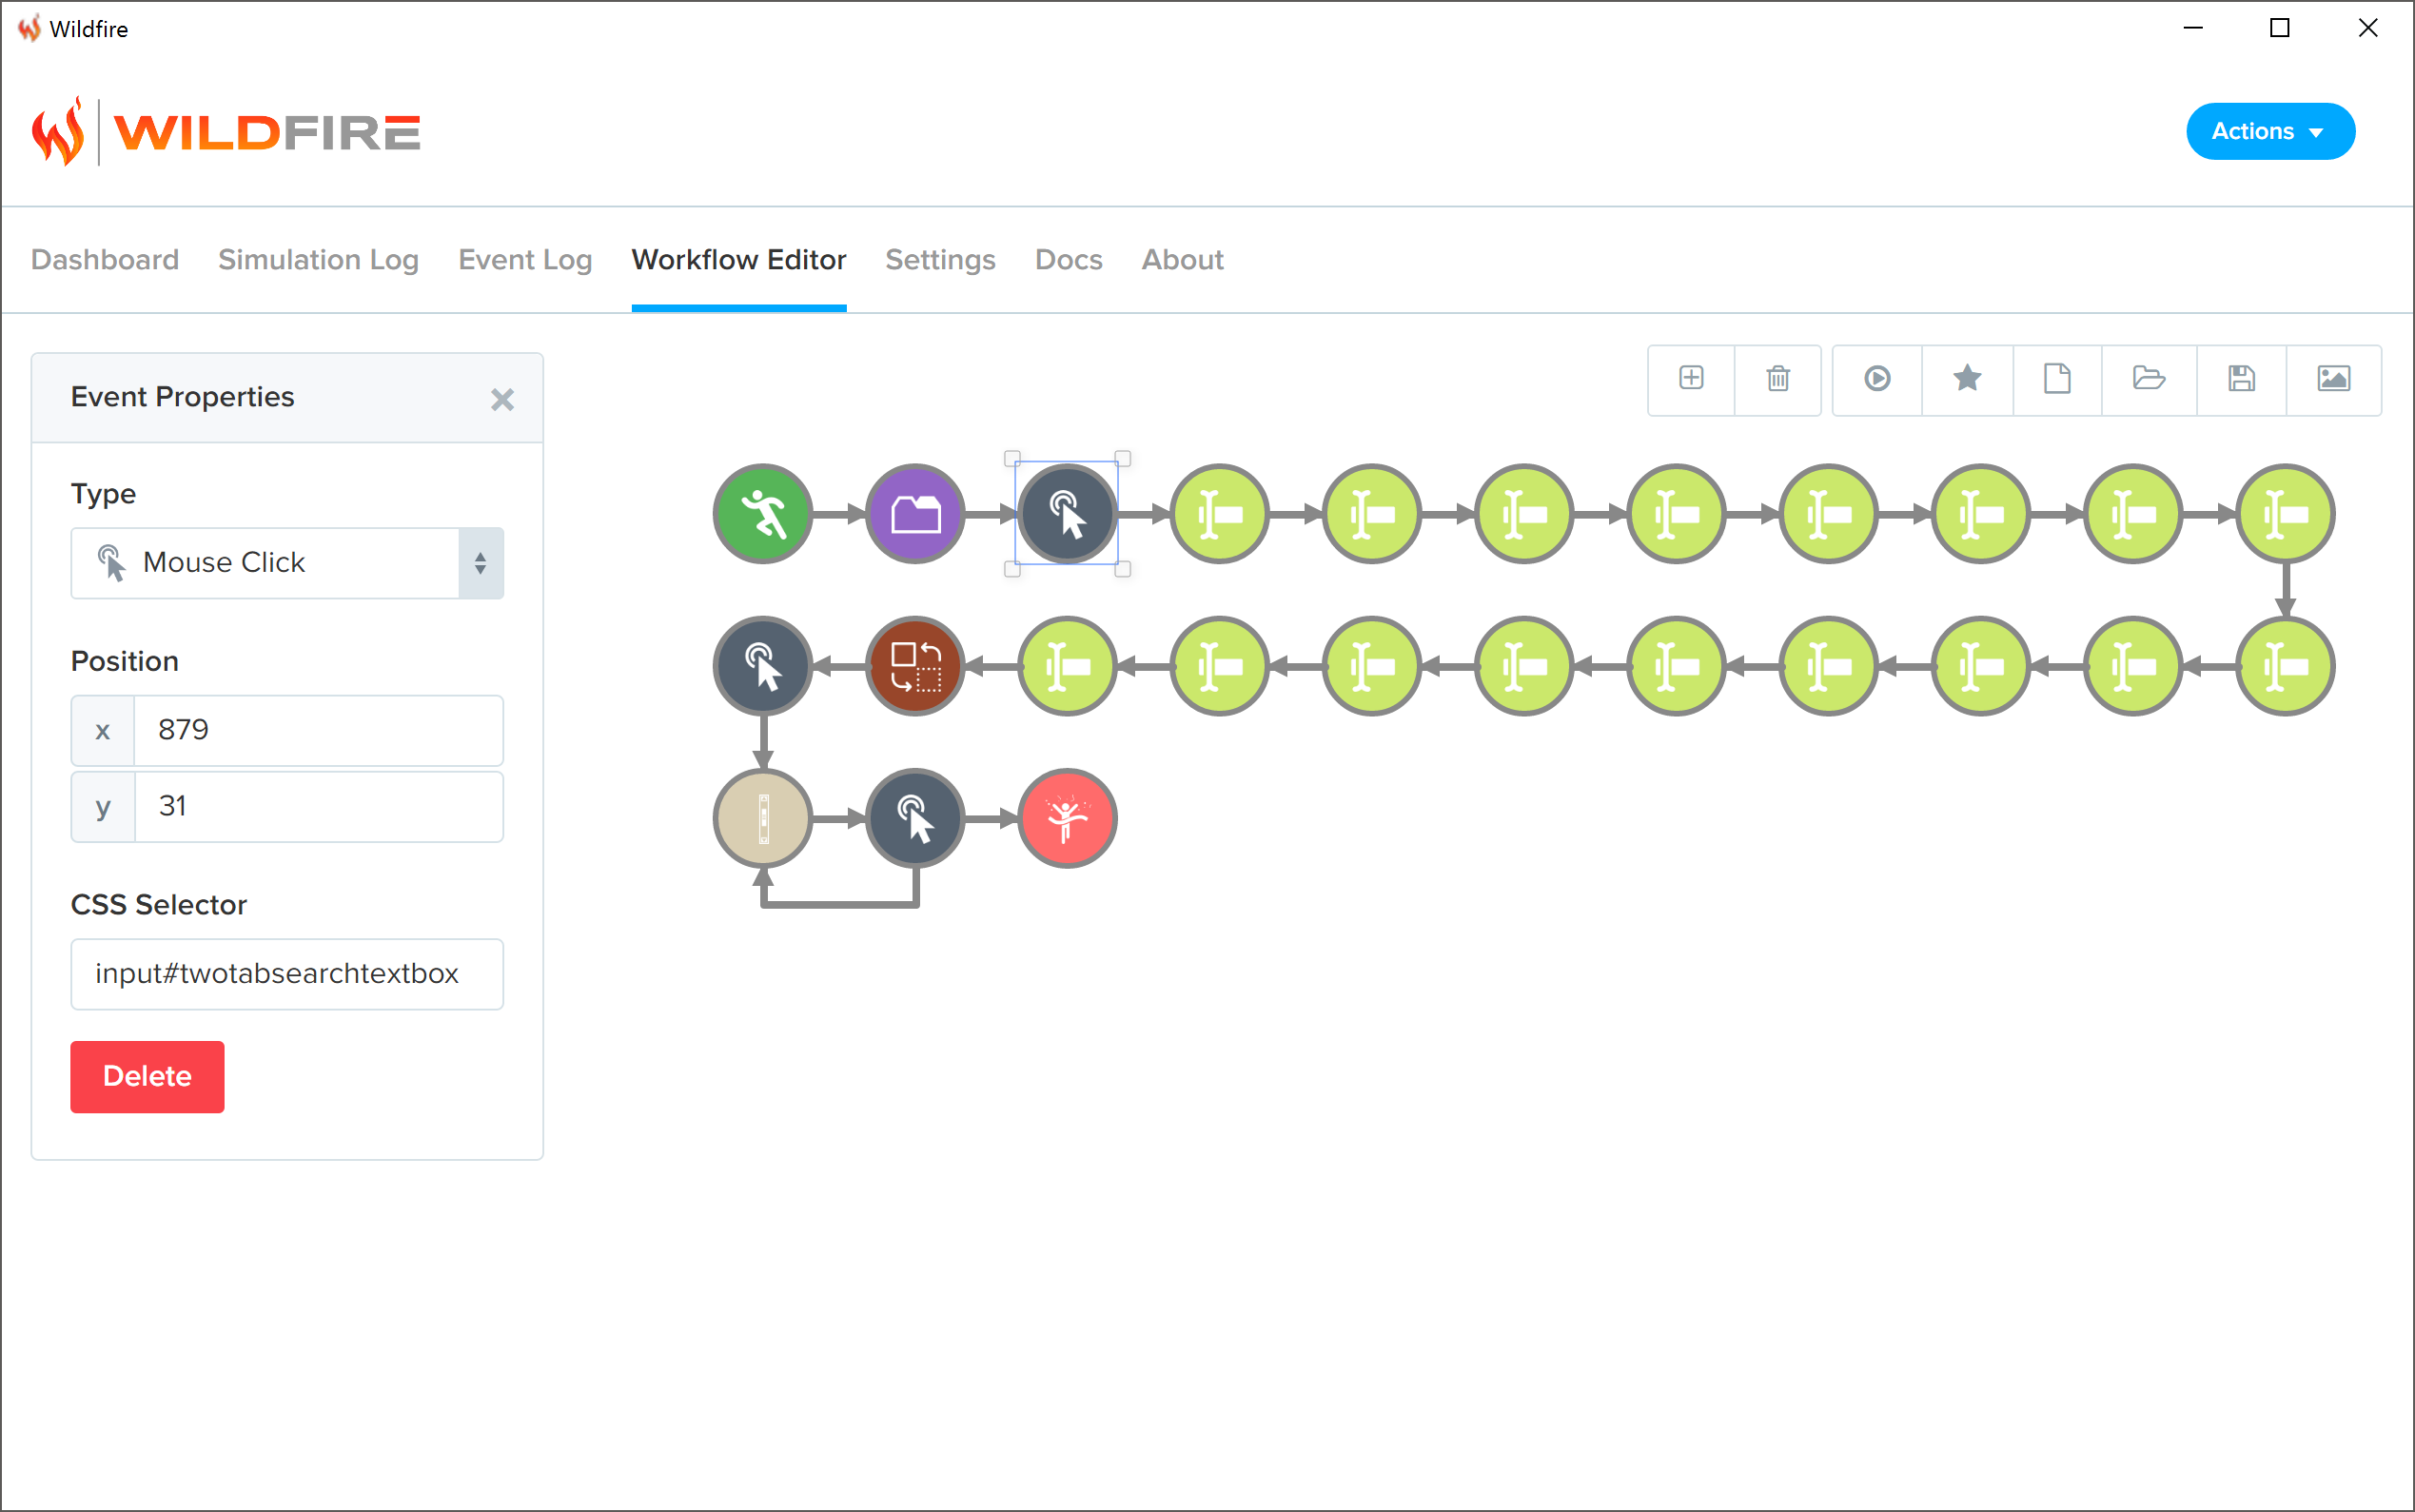 Wildfire
WILDFIRE
Actions
Dashboard Simulation Log Event Log Workflow Editor Settings Docs About
Event Properties
Type
Mouse Click
Position
x 879
y 31
CSS Selector
input#twotabsearchtextbox
Delete